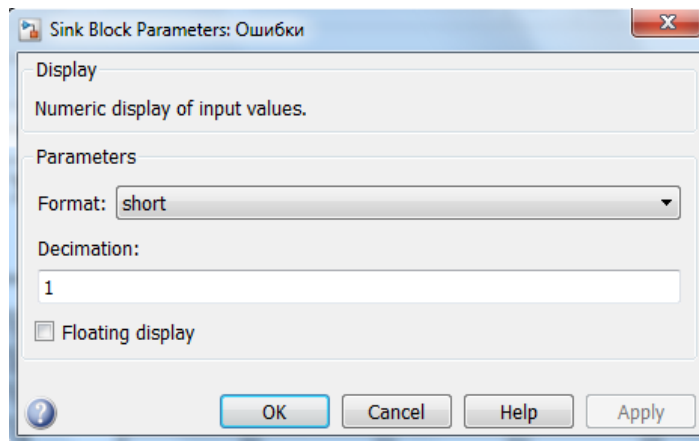 Sink Block Parameters: Ошибки
Display
Numeric display of input values.
Parameters
Format: short
Decimation:
1
Floating display
OK Cancel Help Apply